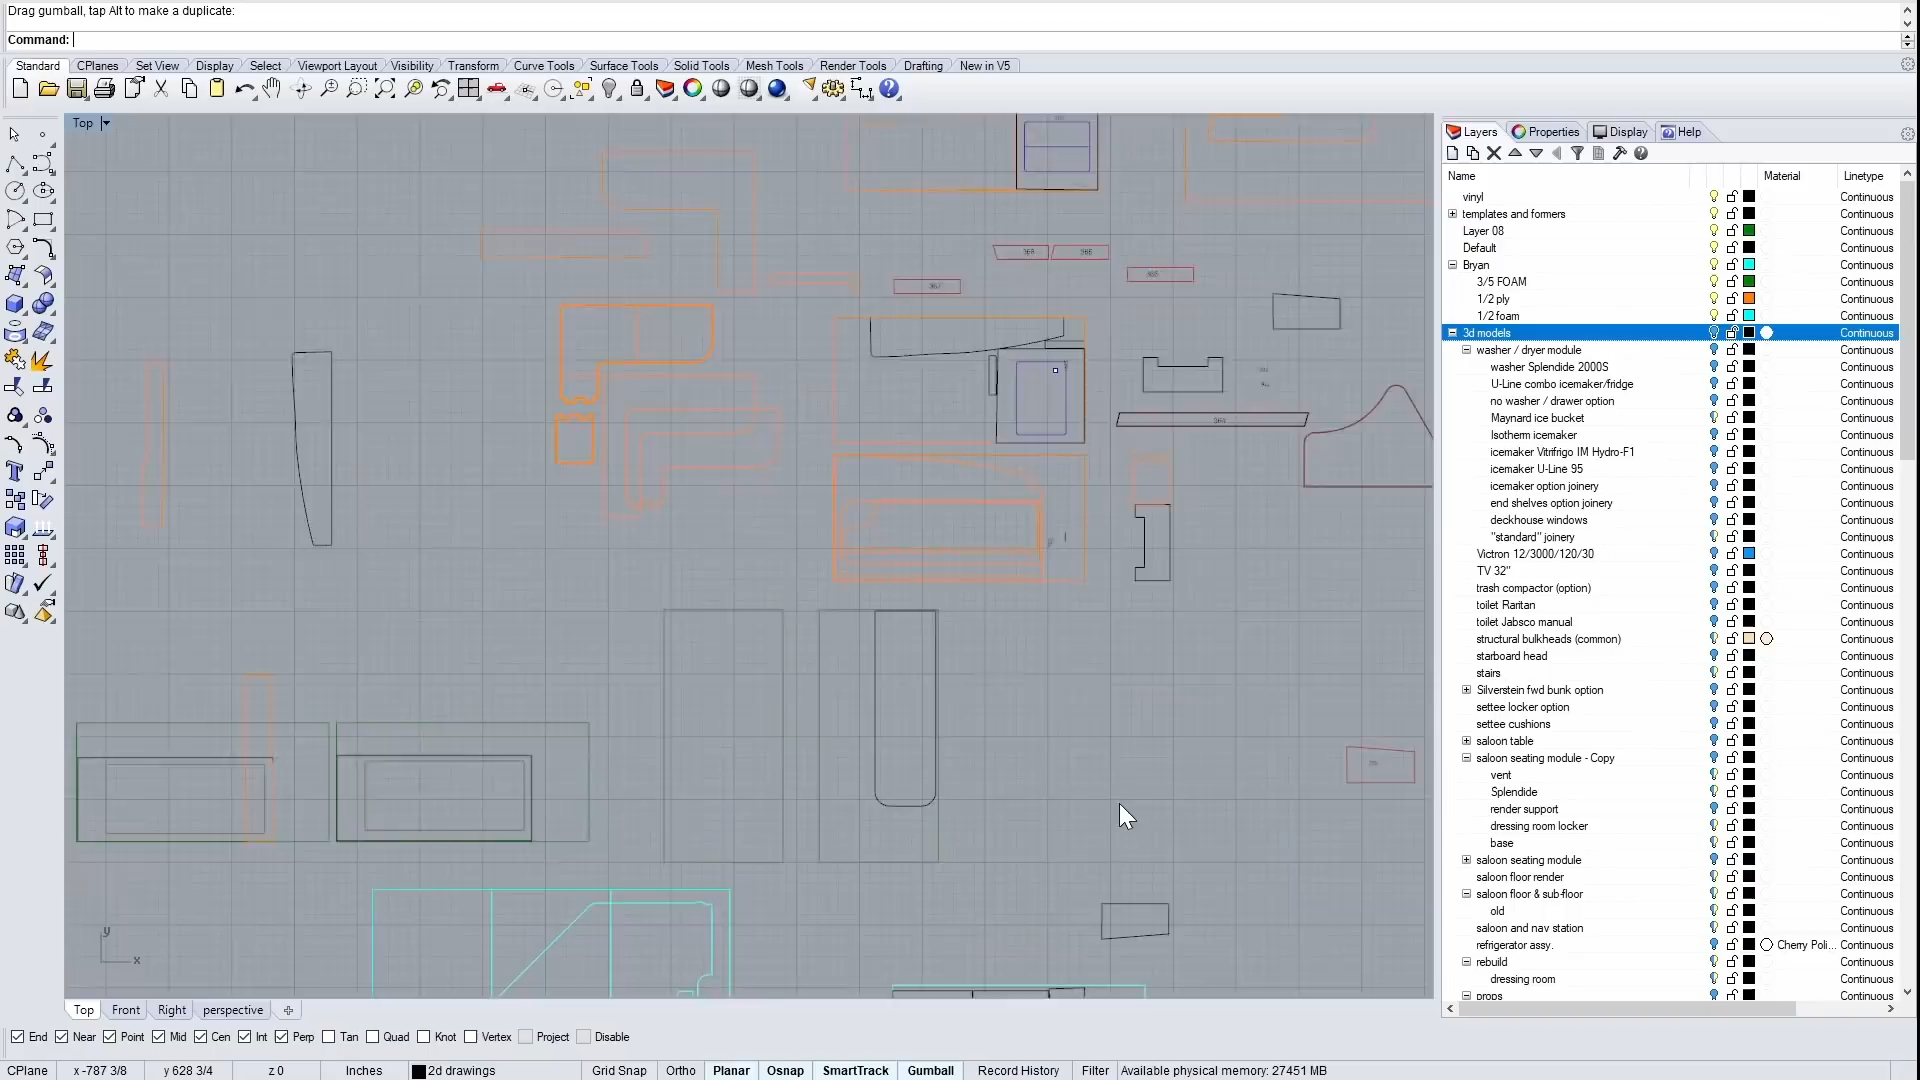 Drag gumball, tap Alt to make a duplicate:
Command:
Standard CPlanes Set View Display Select Viewport Layout Visibility Transform Curve Tools Surface Tools Solid Tools Mesh Tools Render Tools Drafting New in V5
Top
Layers Properties Display Help
Name Material Linetype
vinyl Continuous
templates and formers Continuous
Layer 08 Continuous
Default Continuous
Bryan Continuous
3/5 FOAM Continuous
1/2 ply Continuous
1/2 foam Continuous
3d models Continuous
washer / dryer module Continuous
washer Splendide 2000S Continuous
U-Line combo icemaker/fridge Continuous
no washer / drawer option Continuous
Maynard ice bucket Continuous
Isotherm icemaker Continuous
icemaker Vitrifrigo IM Hydro-F1 Continuous
icemaker U-Line 95 Continuous
icemaker option joinery Continuous
end shelves option joinery Continuous
deckhouse windows Continuous
"standard" joinery Continuous
Victron 12/3000/120/30 Continuous
TV 32" Continuous
trash compactor (option) Continuous
toilet Raritan Continuous
toilet Jabsco manual Continuous
structural bulkheads (common) Continuous
starboard head Continuous
stairs Continuous
Silverstein fwd bunk option Continuous
settee locker option Continuous
settee cushions Continuous
saloon table Continuous
saloon seating module - Copy Continuous
vent Continuous
Splendide Continuous
render support Continuous
dressing room locker Continuous
base Continuous
saloon seating module Continuous
saloon floor render Continuous
saloon floor & sub-floor Continuous
old Continuous
saloon and nav station Continuous
refrigerator assy. Cherry Poli... Continuous
rebuild Continuous
dressing room Continuous
props Continuous
y
x
Top Front Right perspective
End Near Point Mid Cen Int Perp Tan Quad Knot Vertex Project Disable
CPlane x -787 3/8 y 628 3/4 z 0 Inches 2d drawings Grid Snap Ortho Planar Osnap SmartTrack Gumball Record History Filter Available physical memory: 27451 MB